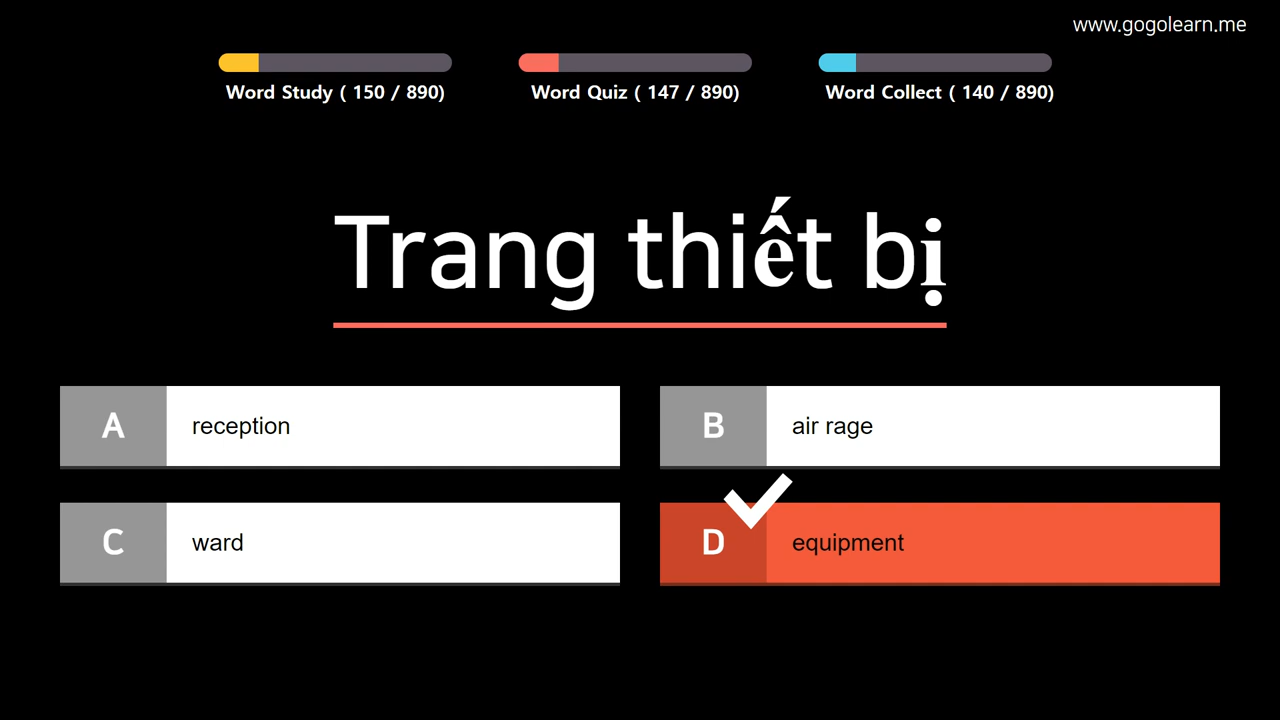 www.gogolearn.me
Word Study ( 150 / 890)
Word Quiz ( 147 / 890)
Word Collect ( 140 / 890)
Trang thiết bị
A reception
B air rage
C ward
D equipment